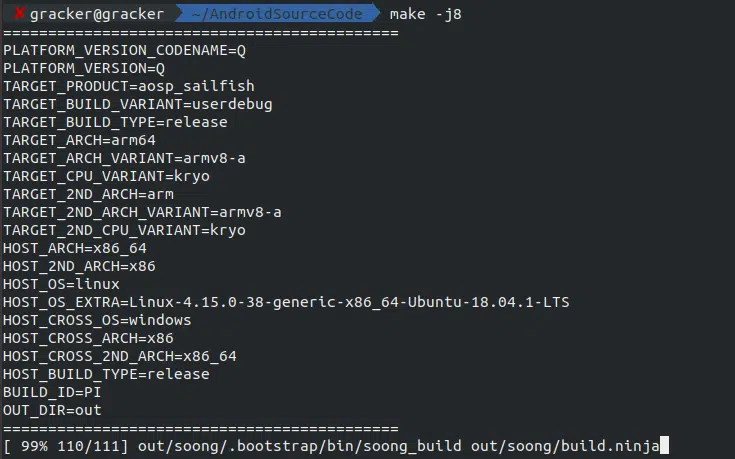 ✘ gracker@gracker ~/AndroidSourceCode make -j8
============================================
PLATFORM_VERSION_CODENAME=Q
PLATFORM_VERSION=Q
TARGET_PRODUCT=aosp_sailfish
TARGET_BUILD_VARIANT=userdebug
TARGET_BUILD_TYPE=release
TARGET_ARCH=arm64
TARGET_ARCH_VARIANT=armv8-a
TARGET_CPU_VARIANT=kryo
TARGET_2ND_ARCH=arm
TARGET_2ND_ARCH_VARIANT=armv8-a
TARGET_2ND_CPU_VARIANT=kryo
HOST_ARCH=x86_64
HOST_2ND_ARCH=x86
HOST_OS=linux
HOST_OS_EXTRA=Linux-4.15.0-38-generic-x86_64-Ubuntu-18.04.1-LTS
HOST_CROSS_OS=windows
HOST_CROSS_ARCH=x86
HOST_CROSS_2ND_ARCH=x86_64
HOST_BUILD_TYPE=release
BUILD_ID=PI
OUT_DIR=out
============================================
[ 99% 110/111] out/soong/.bootstrap/bin/soong_build out/soong/build.ninja